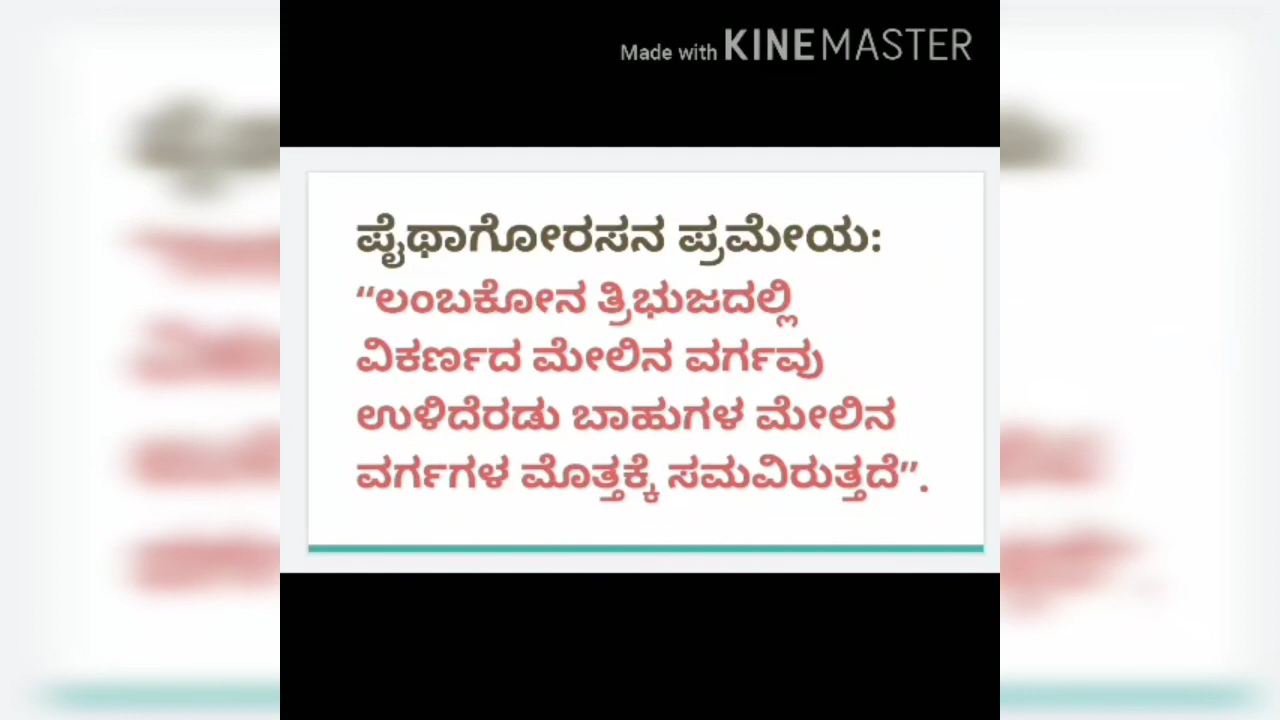 Made with KINEMASTER
ಪೈಥಾಗೋರಸನ ಪ್ರಮೇಯ:
“ಲಂಬಕೋನ ತ್ರಿಭುಜದಲ್ಲಿ
ವಿಕರ್ಣದ ಮೇಲಿನ ವರ್ಗವು
ಉಳಿದೆರಡು ಬಾಹುಗಳ ಮೇಲಿನ
ವರ್ಗಗಳ ಮೊತ್ತಕ್ಕೆ ಸಮವಿರುತ್ತದೆ”.